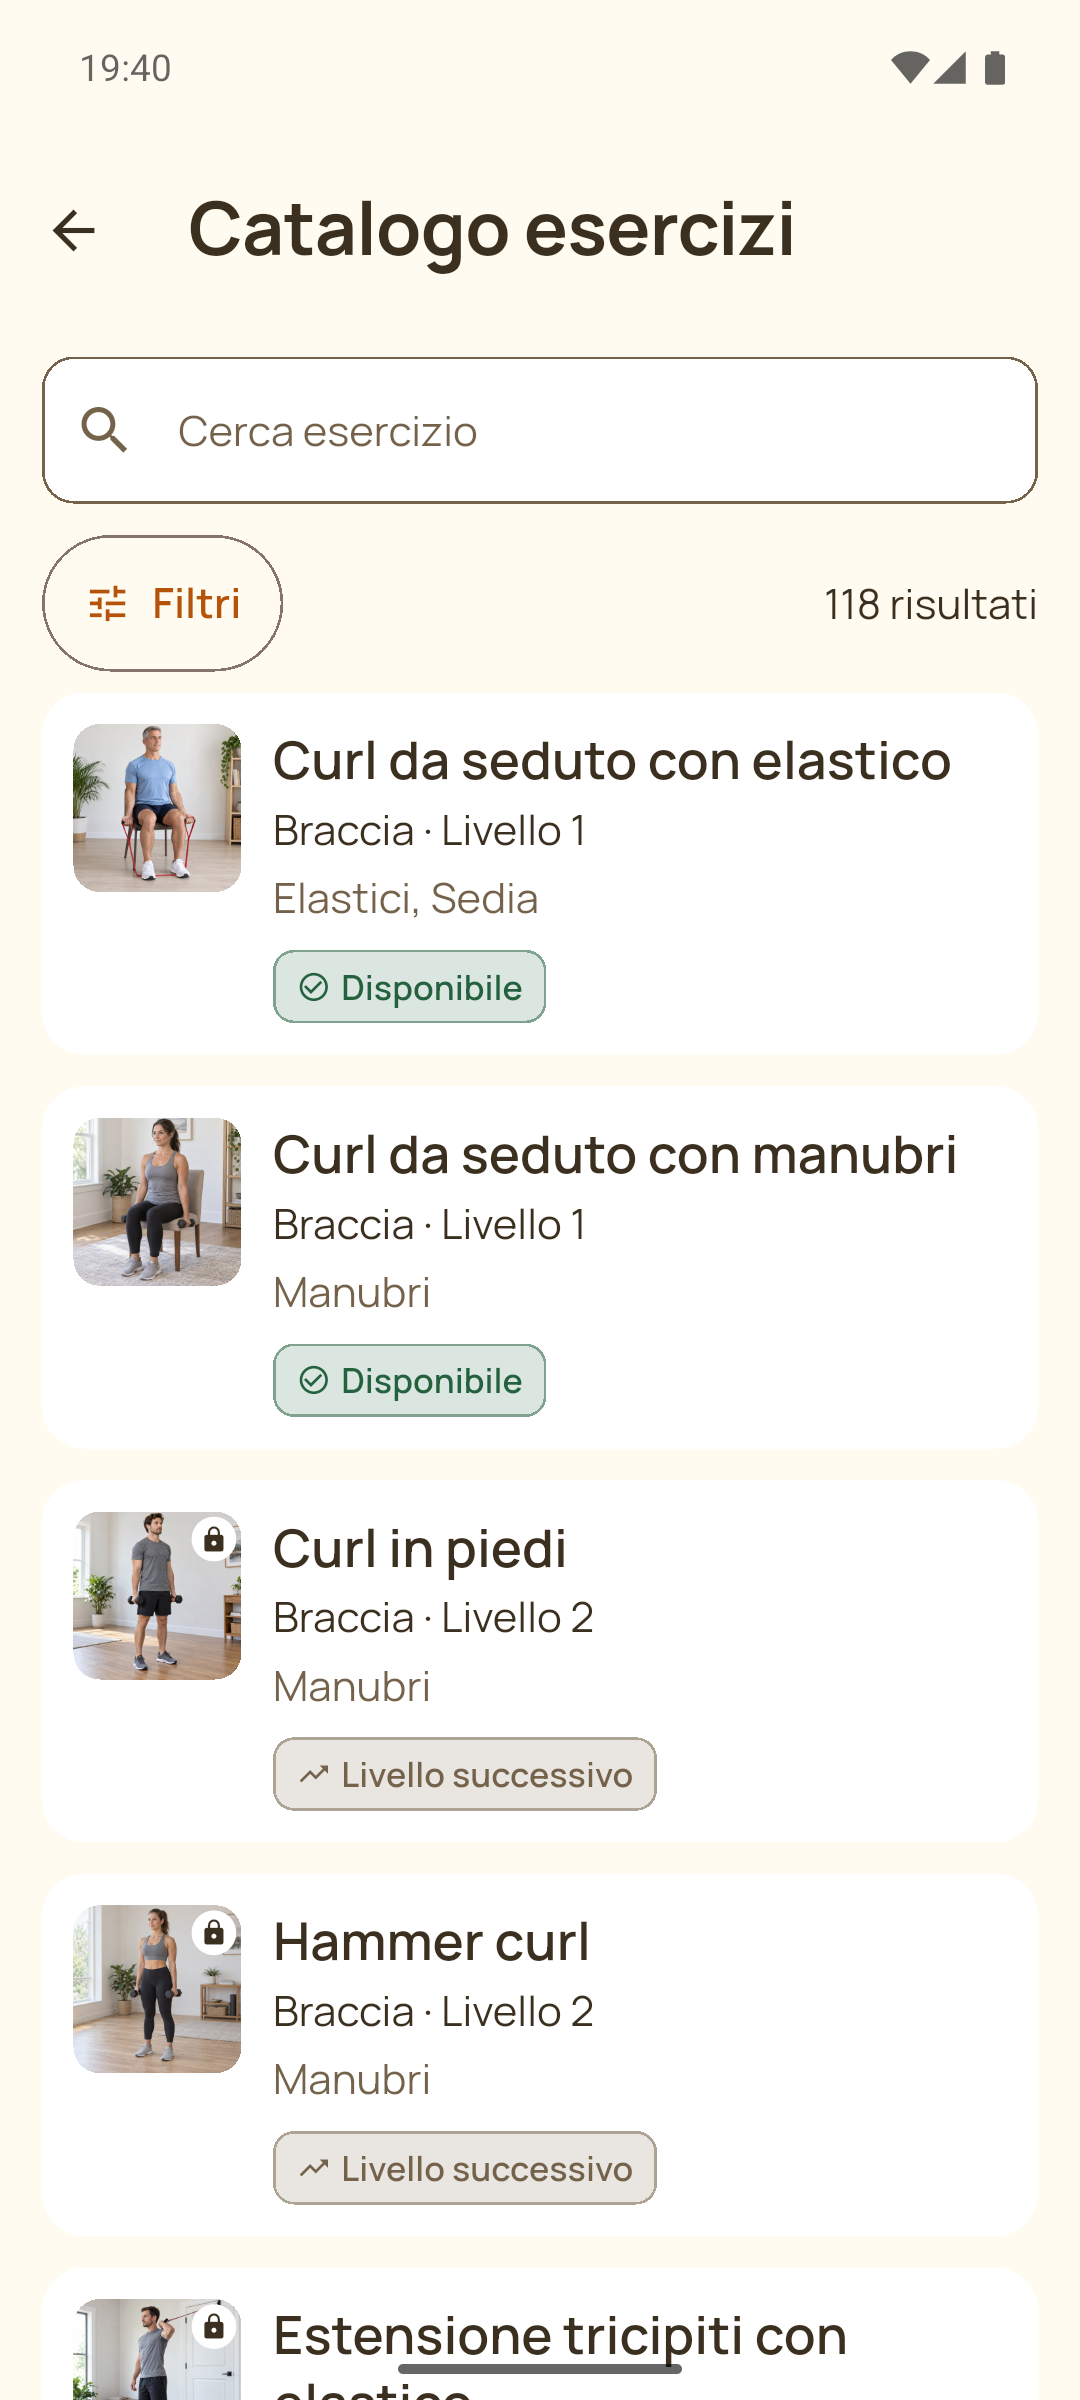 19:40
Catalogo esercizi
Cerca esercizio
Filtri
118 risultati
Curl da seduto con elastico
Braccia · Livello 1
Elastici, Sedia
Disponibile
Curl da seduto con manubri
Braccia · Livello 1
Manubri
Disponibile
Curl in piedi
Braccia · Livello 2
Manubri
Livello successivo
Hammer curl
Braccia · Livello 2
Manubri
Livello successivo
Estensione tricipiti con
elastico